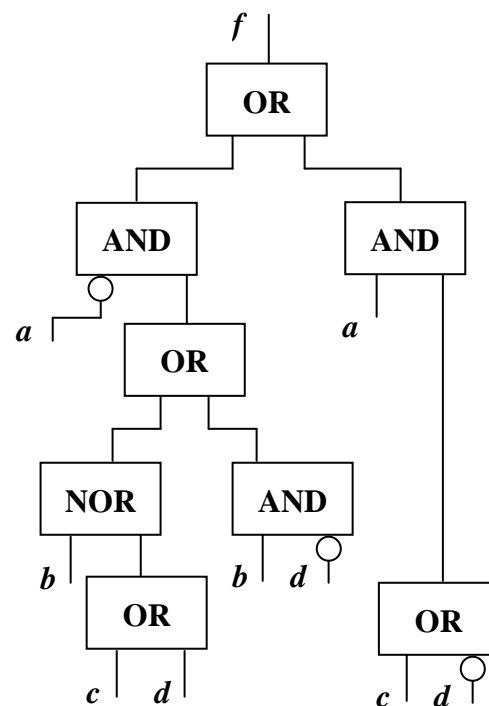 f
OR
AND AND
a a
OR
NOR AND
b b d
OR OR
c d c d